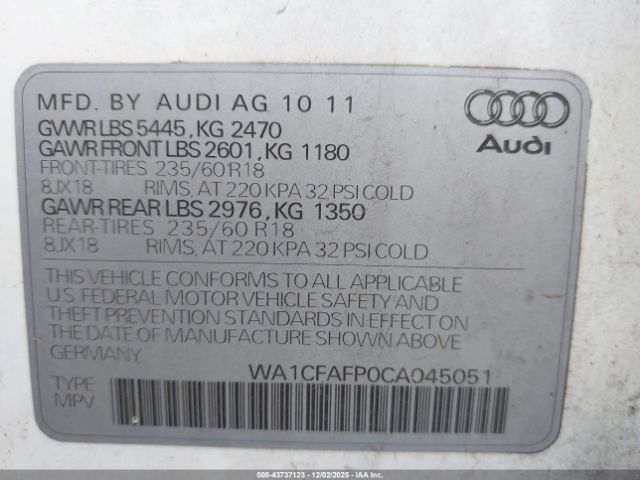 MFD. BY AUDI AG 10 11
GVWR LBS 5445, KG 2470
GAWR FRONT LBS 2601, KG 1180
FRONT-TIRES 235/60 R18
8JX18 RIMS, AT 220 KPA 32 PSI COLD
GAWR REAR LBS 2976, KG 1350
REAR-TIRES 235/60 R18
8JX18 RIMS, AT 220 KPA 32 PSI COLD
Audi
THIS VEHICLE CONFORMS TO ALL APPLICABLE
U.S. FEDERAL MOTOR VEHICLE SAFETY AND
THEFT PREVENTION STANDARDS IN EFFECT ON
THE DATE OF MANUFACTURE SHOWN ABOVE.
GERMANY
WA1CFAFP0CA045051
TYPE
MPV
000-43737123 - 12/02/2025 - IAAI.COM